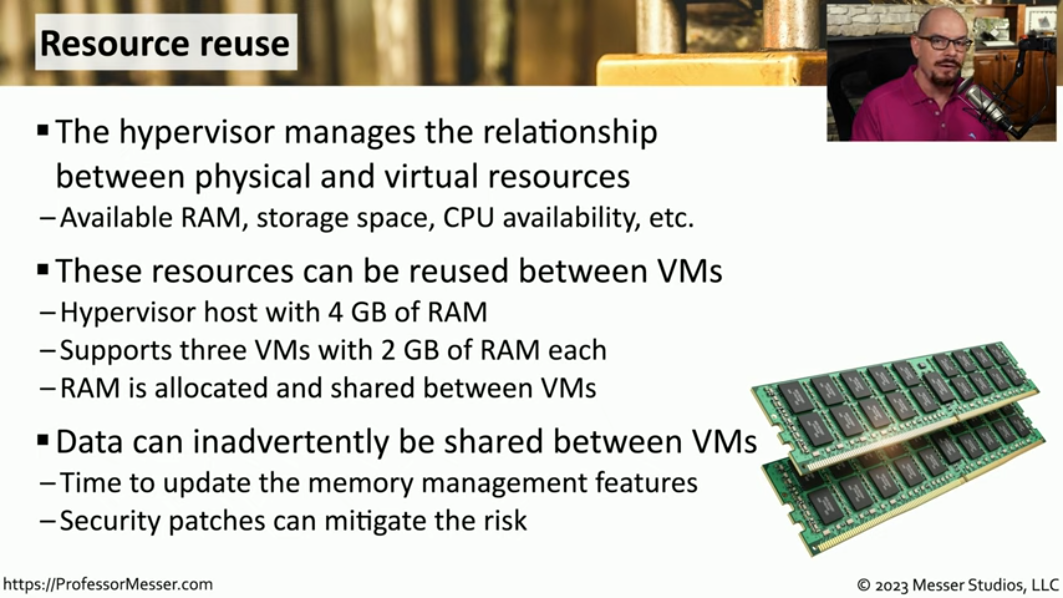 Resource reuse
▪ The hypervisor manages the relationship
between physical and virtual resources
– Available RAM, storage space, CPU availability, etc.
▪ These resources can be reused between VMs
– Hypervisor host with 4 GB of RAM
– Supports three VMs with 2 GB of RAM each
– RAM is allocated and shared between VMs
▪ Data can inadvertently be shared between VMs
– Time to update the memory management features
– Security patches can mitigate the risk
https://ProfessorMesser.com
© 2023 Messer Studios, LLC